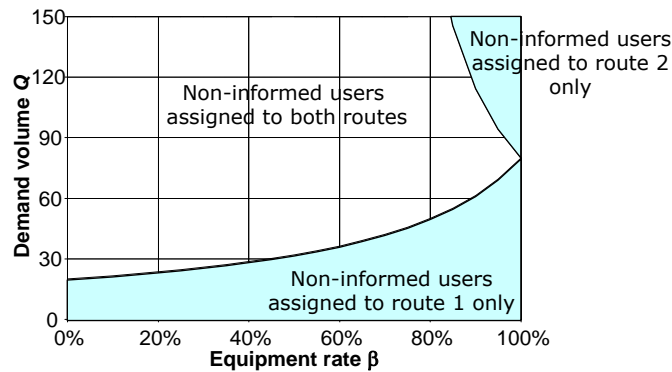 150
120
90
60
30
0
Demand volume Q
Non-informed users
assigned to route 2
only
Non-informed users
assigned to both routes
Non-informed users
assigned to route 1 only
0%
20%
40%
60%
80%
100%
Equipment rate β